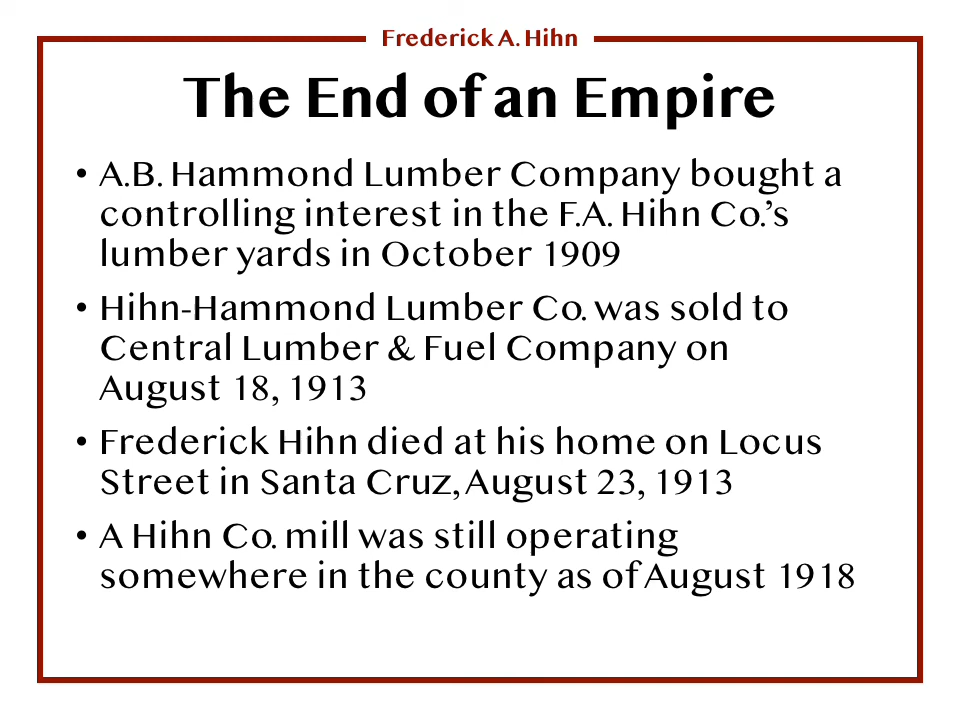 Frederick A. Hihn
The End of an Empire
• A.B. Hammond Lumber Company bought a
controlling interest in the F.A. Hihn Co.’s
lumber yards in October 1909
• Hihn-Hammond Lumber Co. was sold to
Central Lumber & Fuel Company on
August 18, 1913
• Frederick Hihn died at his home on Locus
Street in Santa Cruz, August 23, 1913
• A Hihn Co. mill was still operating
somewhere in the county as of August 1918